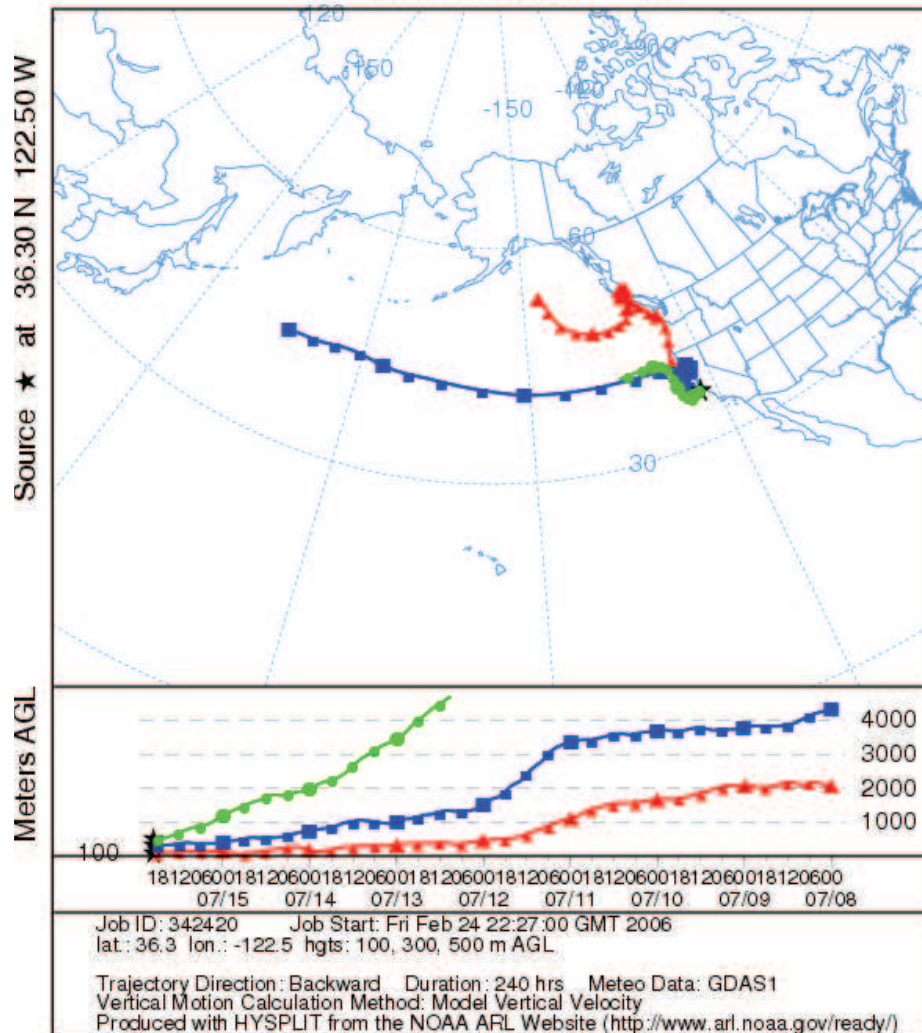 120
-150
-90
-120
-150
60
30
Source ★ at 36.30 N 122.50 W
Meters AGL
4000
3000
2000
1000
100
18120600181206001812060018120600181206001812060018120600181206 00
07/15 07/14 07/13 07/12 07/11 07/10 07/09 07/08
Job ID: 342420 Job Start: Fri Feb 24 22:27:00 GMT 2006
lat.: 36.3 lon.: -122.5 hgts: 100, 300, 500 m AGL
Trajectory Direction: Backward Duration: 240 hrs Meteo Data: GDAS1
Vertical Motion Calculation Method: Model Vertical Velocity
Produced with HYSPLIT from the NOAA ARL Website (http://www.arl.noaa.gov/ready/)